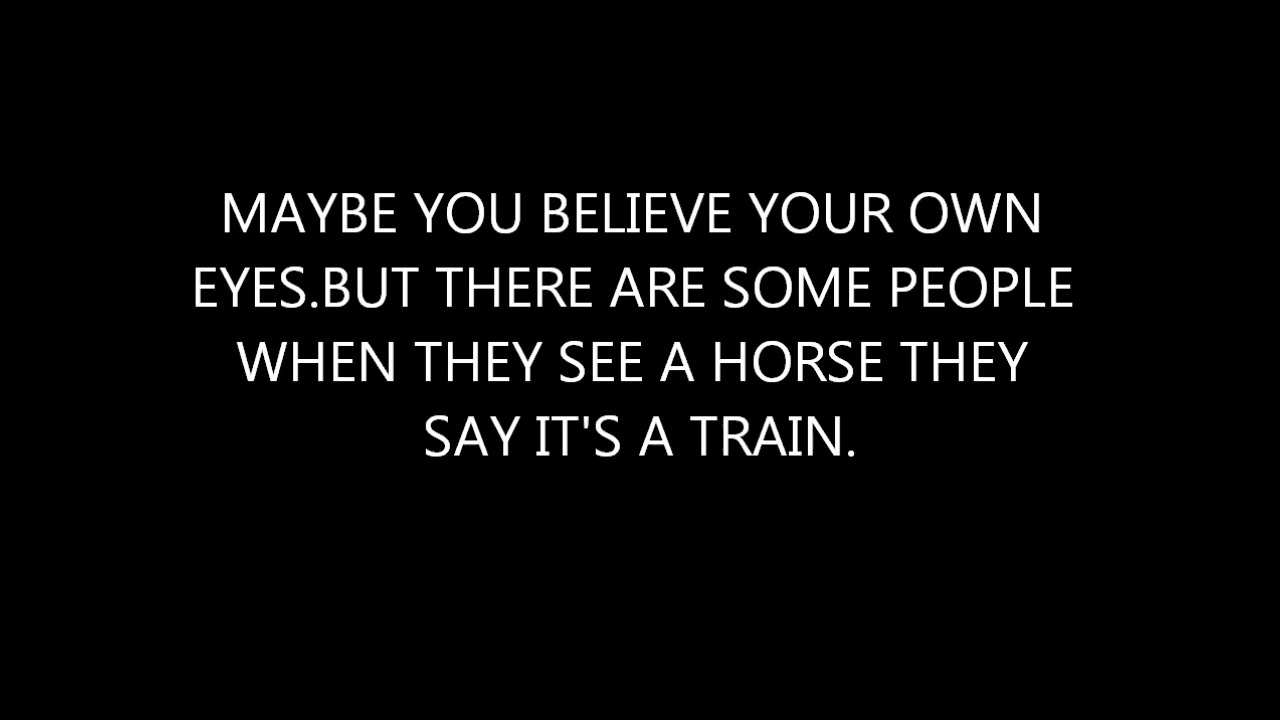 MAYBE YOU BELIEVE YOUR OWN
EYES.BUT THERE ARE SOME PEOPLE
WHEN THEY SEE A HORSE THEY
SAY IT'S A TRAIN.